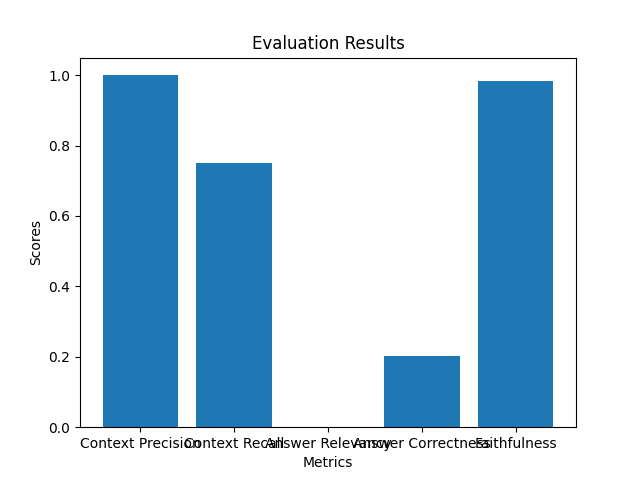 Evaluation Results
1.0
0.8
0.6
0.4
0.2
0.0
Scores
Context Precision Context Recall Answer Relevancy Answer Correctness Faithfulness
Metrics